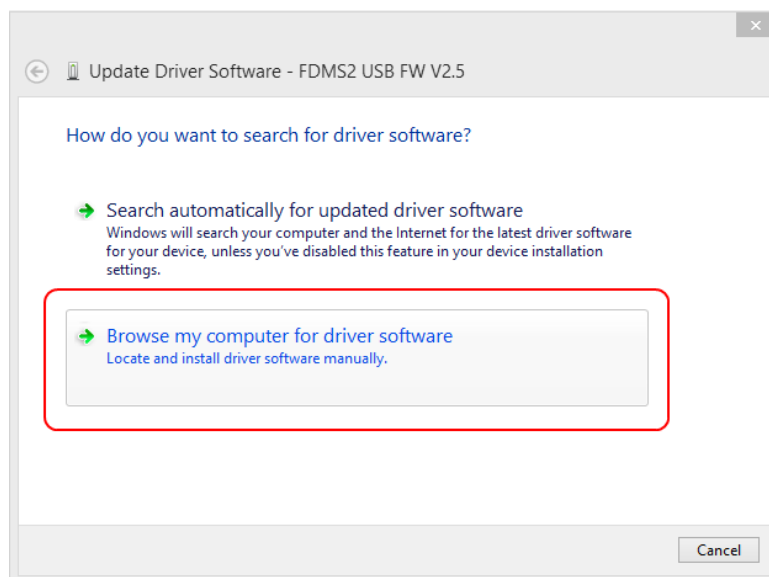 Update Driver Software - FDMS2 USB FW V2.5
How do you want to search for driver software?
Search automatically for updated driver software
Windows will search your computer and the Internet for the latest driver software
for your device, unless you've disabled this feature in your device installation
settings.
Browse my computer for driver software
Locate and install driver software manually.
Cancel